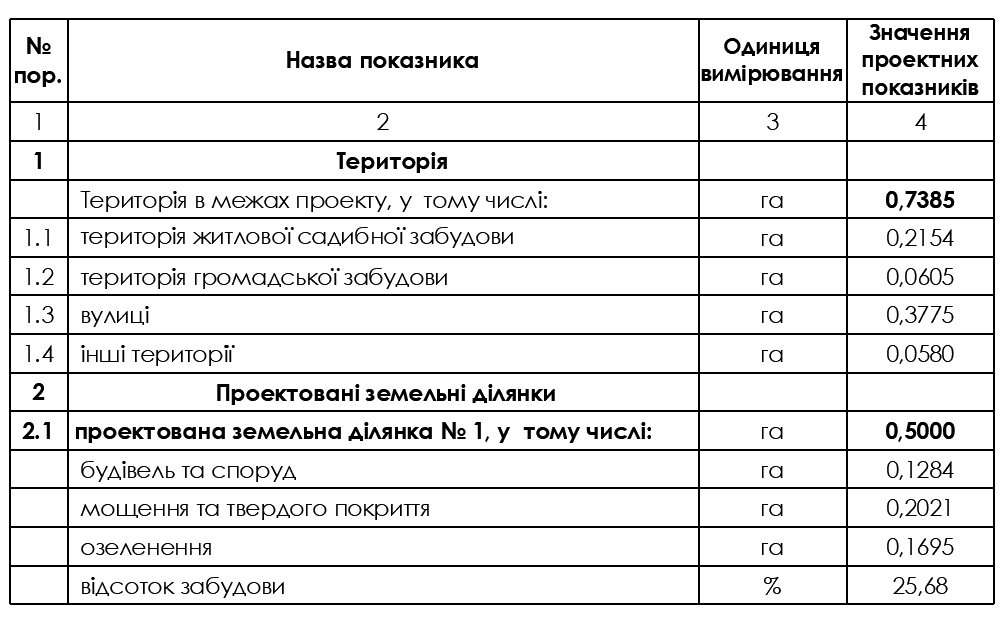 № пор. Назва показника Одиниця вимірювання Значення проектних показників
1 2 3 4
1 Територія
Територія в межах проекту, у тому числі: га 0,7385
1.1 територія житлової садибної забудови га 0,2154
1.2 територія громадської забудови га 0,0605
1.3 вулиці га 0,3775
1.4 інші території га 0,0580
2 Проектовані земельні ділянки
2.1 проектована земельна ділянка № 1, у тому числі: га 0,5000
будівель та споруд га 0,1284
мощення та твердого покриття га 0,2021
озеленення га 0,1695
відсоток забудови % 25,68